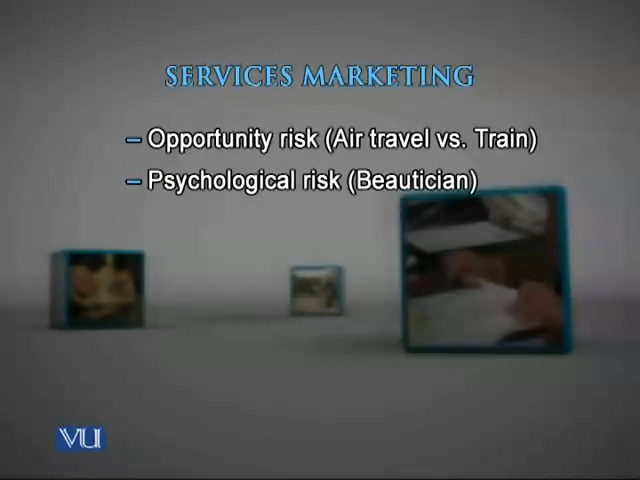 SERVICES MARKETING
– Opportunity risk (Air travel vs. Train)
– Psychological risk (Beautician)
VU